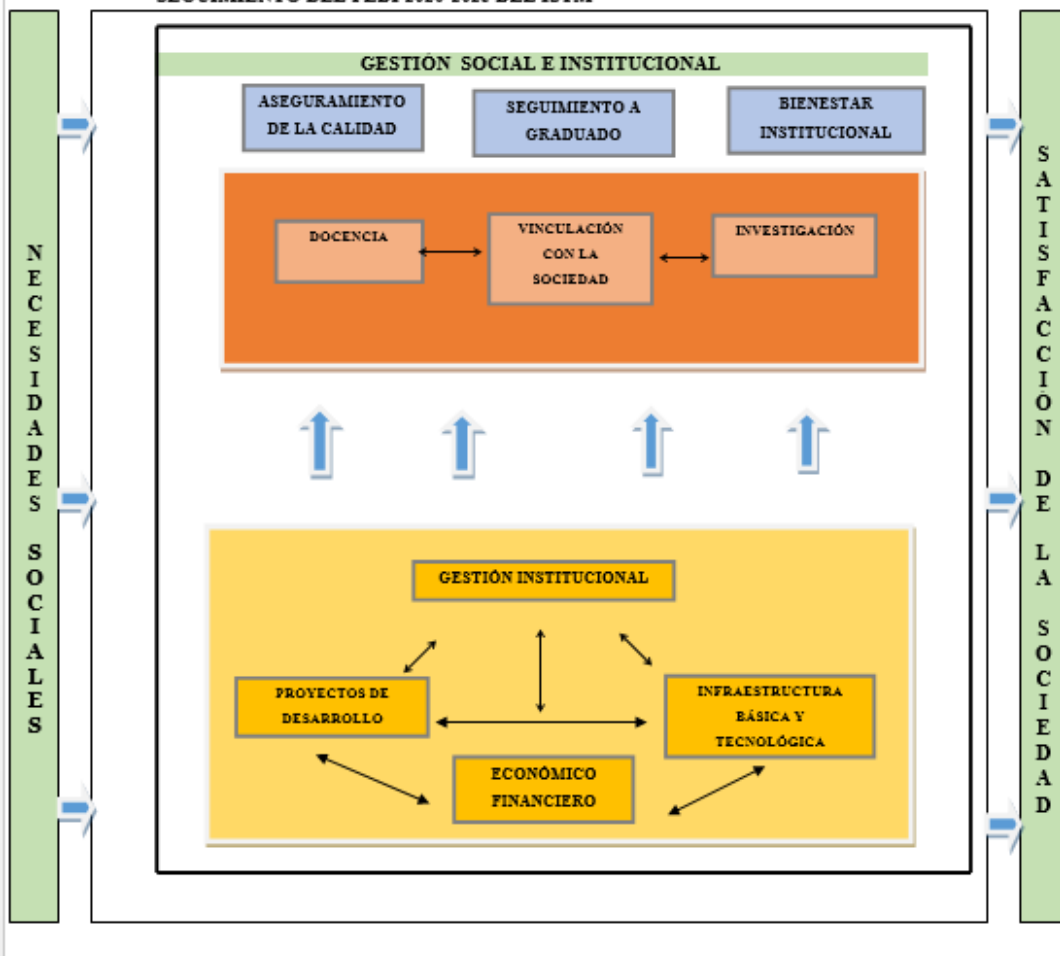 GESTIÓN SOCIAL E INSTITUCIONAL
ASEGURAMIENTO
DE LA CALIDAD
SEGUIMIENTO A
GRADUADO
BIENESTAR
INSTITUCIONAL
DOCENCIA
VINCULACIÓN
CON LA
SOCIEDAD
INVESTIGACIÓN
NECESIDADES SOCIALES
GESTIÓN INSTITUCIONAL
PROYECTOS DE
DESARROLLO
INFRAESTRUCTURA
BÁSICA Y
TECNOLÓGICA
ECONÓMICO
FINANCIERO
SATISFACCIÓN DE LA SOCIEDAD